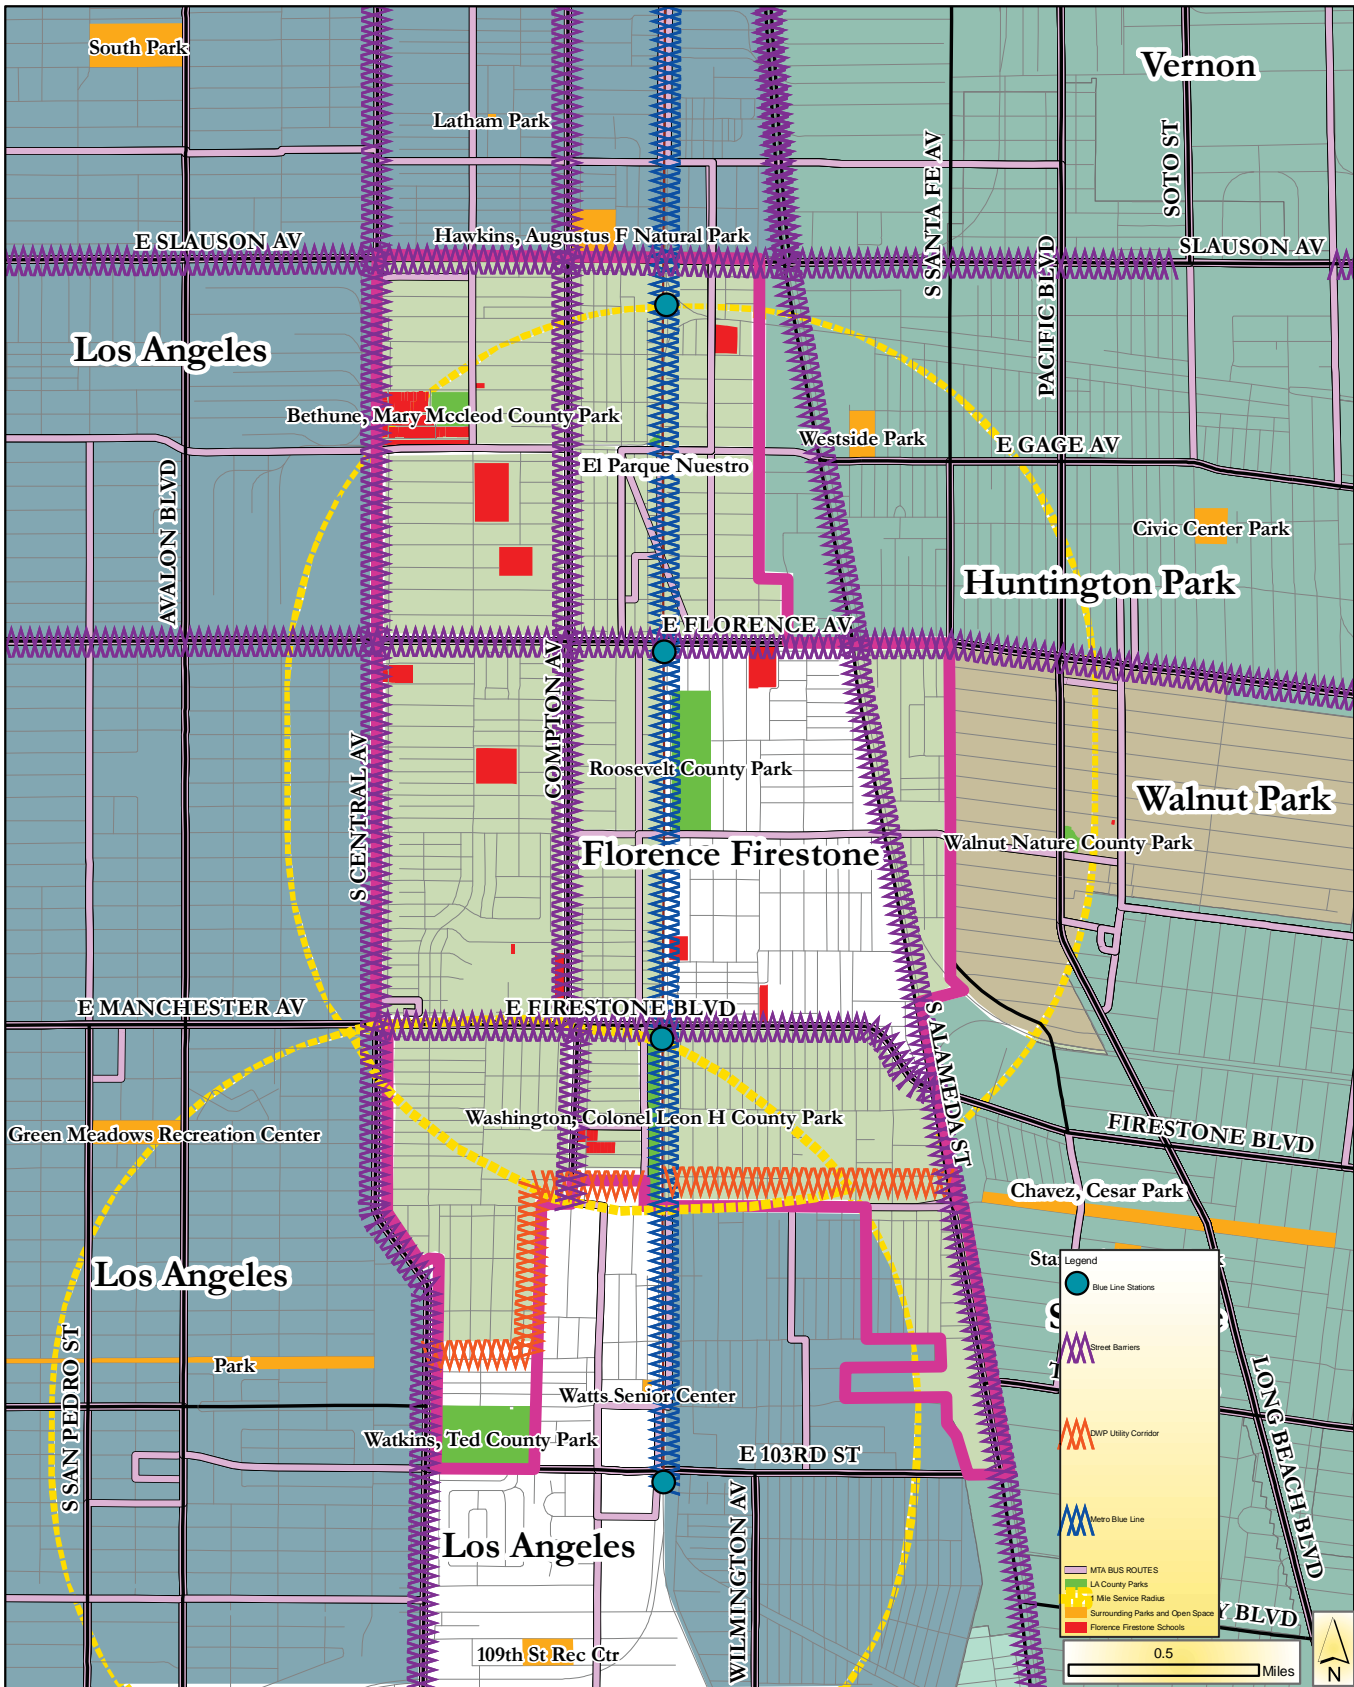 South Park
Vernon
Latham Park
S SANTA FE AV
SOTO ST
E SLAUSON AV
Hawkins, Augustus F Natural Park
SLAUSON AV
PACIFIC BLVD
Los Angeles
Bethune, Mary Mccleod County Park
Westside Park
E GAGE AV
El Parque Nuestro
AVALON BLVD
Civic Center Park
Huntington Park
E FLORENCE AV
COMPTON AV
S CENTRAL AV
Roosevelt County Park
Walnut Park
Florence Firestone
Walnut Nature County Park
E MANCHESTER AV
E FIRESTONE BLVD
S ALAMEDA ST
Washington, Colonel Leon H County Park
Green Meadows Recreation Center
FIRESTONE BLVD
Chavez, Cesar Park
Los Angeles
S SAN PEDRO ST
Park
Watts Senior Center
Watkins, Ted County Park
E 103RD ST
LONG BEACH BLVD
Los Angeles
WILMINGTON AV
109th St Rec Ctr
BLVD
Legend
Blue Line Stations
Street Barriers
DWP Utility Corridor
Metro Blue Line
MTA BUS ROUTES
LA County Parks
1 Mile Service Radius
Surrounding Parks and Open Space
Florence Firestone Schools
0.5
Miles
N